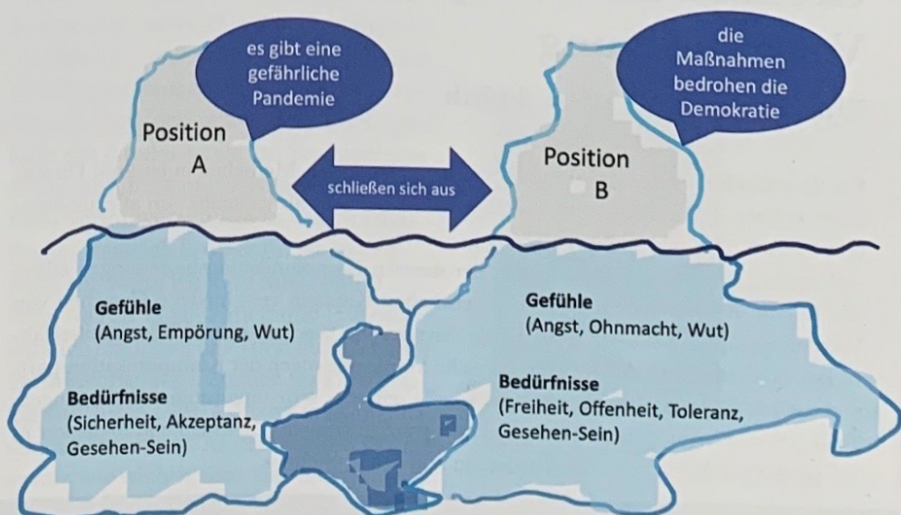 es gibt eine
gefährliche
Pandemie
Position
A
schließen sich aus
die
Maßnahmen
bedrohen die
Demokratie
Position
B
Gefühle
(Angst, Empörung, Wut)
Bedürfnisse
(Sicherheit, Akzeptanz,
Gesehen-Sein)
Gefühle
(Angst, Ohnmacht, Wut)
Bedürfnisse
(Freiheit, Offenheit, Toleranz,
Gesehen-Sein)